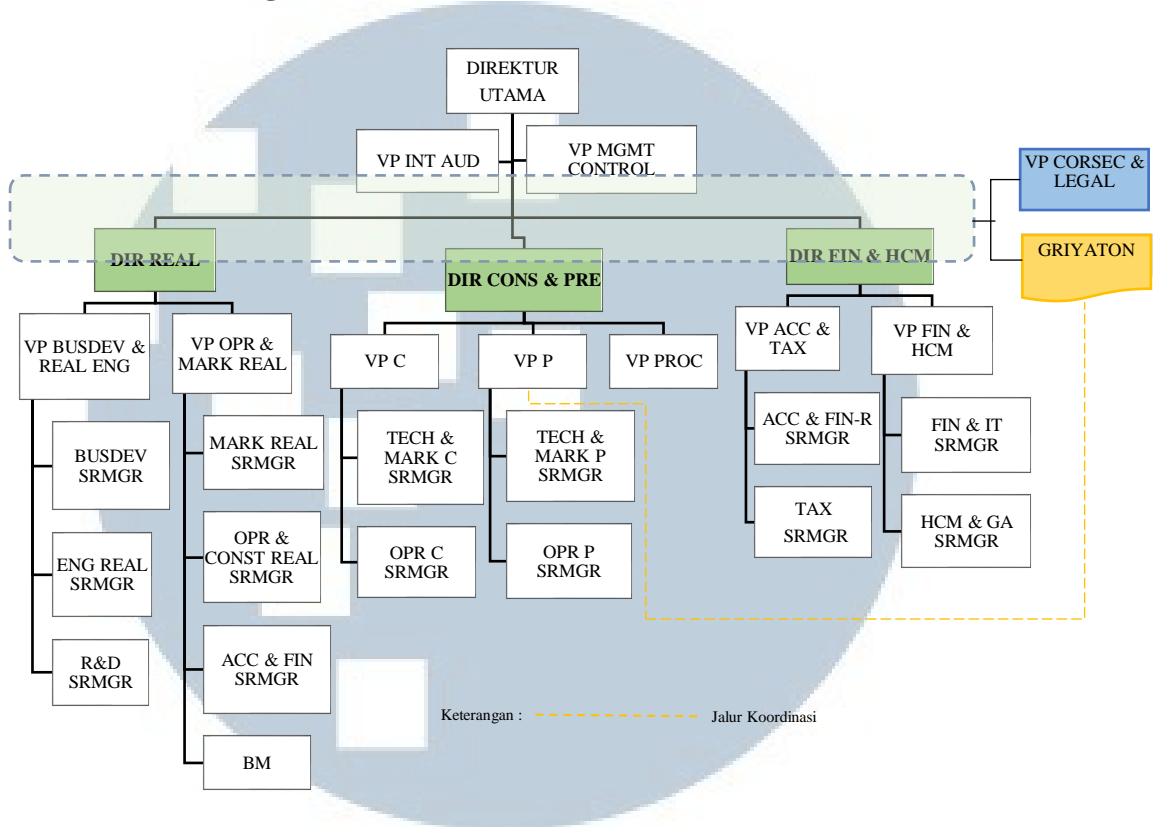 DIREKTUR
UTAMA
VP INT AUD
VP MGMT
CONTROL
VP CORSEC &
LEGAL
GRIYATON
DIR REAL
DIR CONS & PRE
DIR FIN & HCM
VP BUSDEV &
REAL ENG
VP OPR &
MARK REAL
VP C
VP P
VP PROC
VP ACC &
TAX
VP FIN &
HCM
BUSDEV
SRMGR
MARK REAL
SRMGR
TECH &
MARK C
SRMGR
TECH &
MARK P
SRMGR
ACC & FIN-R
SRMGR
FIN & IT
SRMGR
ENG REAL
SRMGR
OPR &
CONST REAL
SRMGR
OPR C
SRMGR
OPR P
SRMGR
TAX
SRMGR
HCM & GA
SRMGR
R&D
SRMGR
ACC & FIN
SRMGR
BM
Keterangan :
Jalur Koordinasi